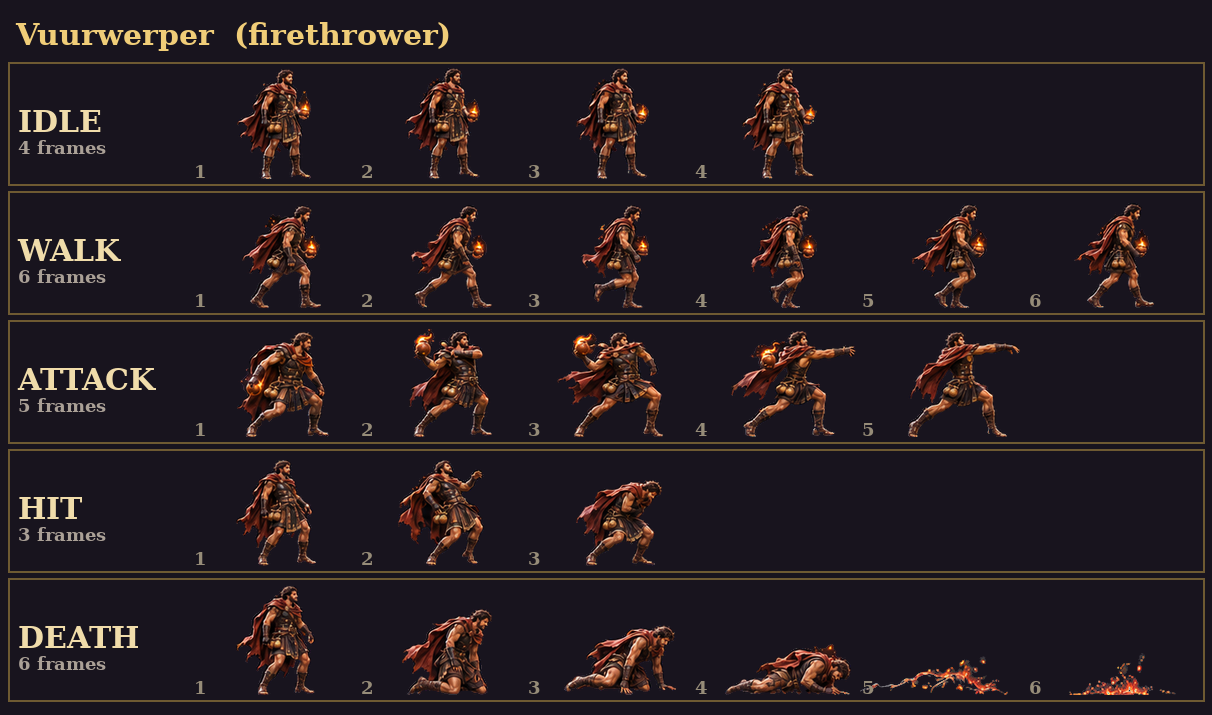 Vuurwerper (firethrower)
IDLE
4 frames
1 2 3 4
WALK
6 frames
1 2 3 4 5 6
ATTACK
5 frames
1 2 3 4 5
HIT
3 frames
1 2 3
DEATH
6 frames
1 2 3 4 5 6